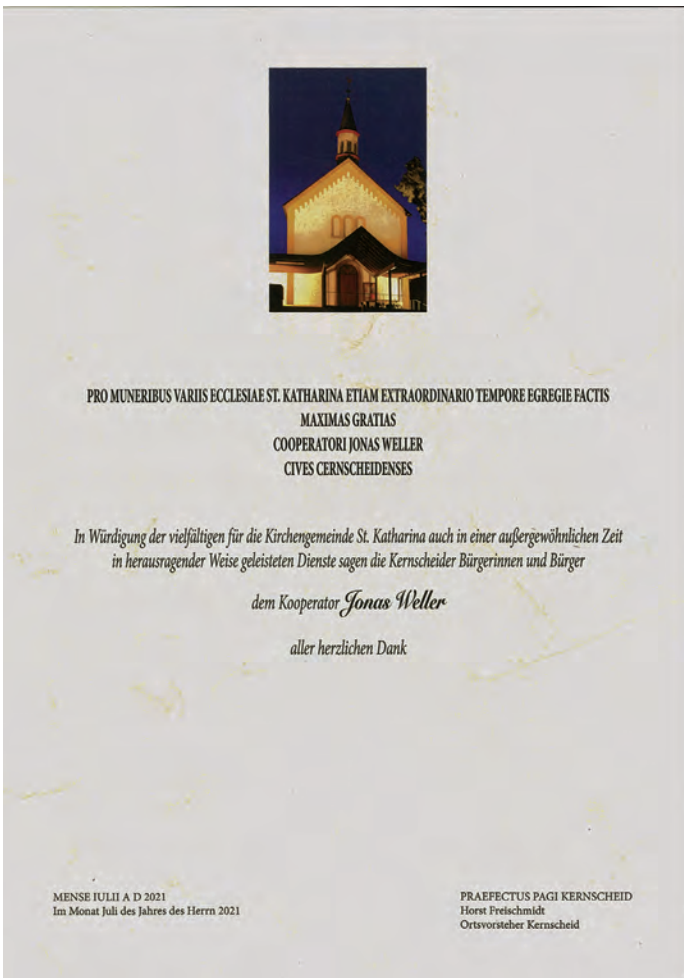 PRO MUNERIBUS VARIIS ECCLESIAE ST. KATHARINA ETIAM EXTRAORDINARIO TEMPORE EGREGIE FACTIS
MAXIMAS GRATIAS
COOPERATORI JONAS WELLER
CIVES CERNSCHEIDENSES
In Würdigung der vielfältigen für die Kirchengemeinde St. Katharina auch in einer außergewöhnlichen Zeit
in herausragender Weise geleisteten Dienste sagen die Kernscheider Bürgerinnen und Bürger
dem Kooperator Jonas Weller
aller herzlichen Dank
MENSE IULII A D 2021
Im Monat Juli des Jahres des Herrn 2021
PRAEFECTUS PAGI KERNSCHEID
Horst Freischmidt
Ortsvorsteher Kernscheid